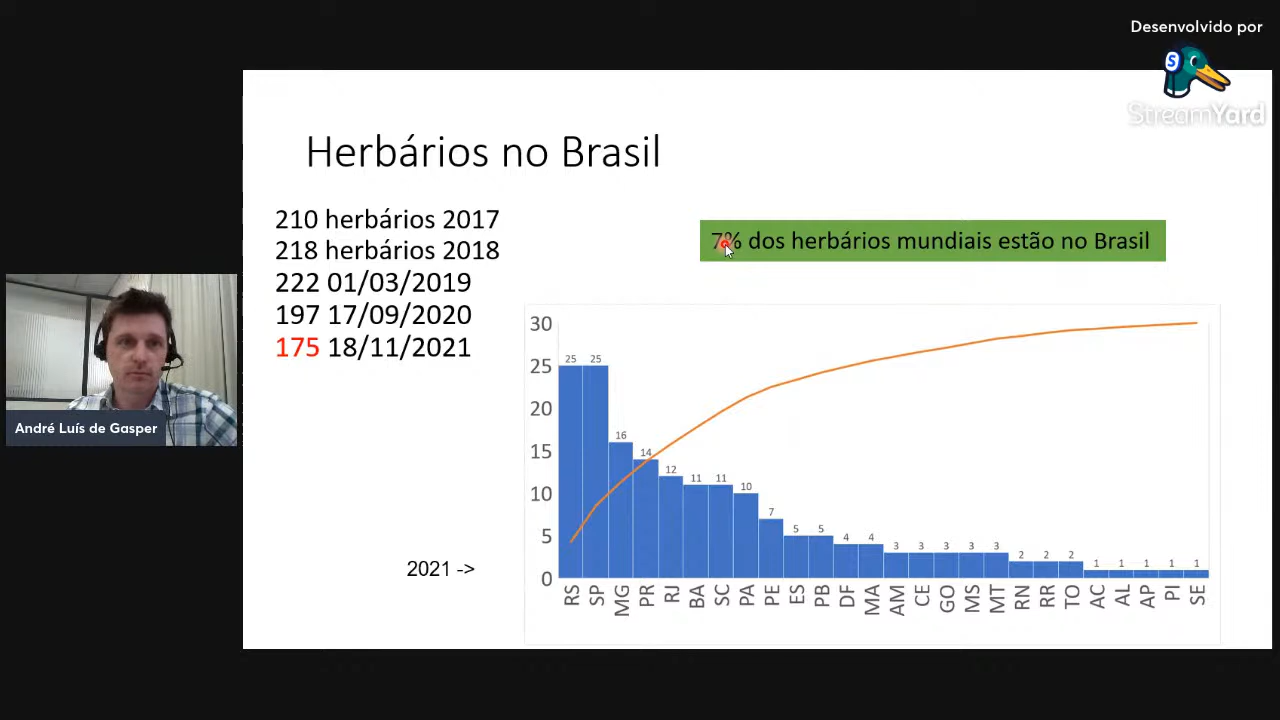 Desenvolvido por
S
StreamYard
Herbários no Brasil
210 herbários 2017
218 herbários 2018
222 01/03/2019
197 17/09/2020
175 18/11/2021
7% dos herbários mundiais estão no Brasil
André Luís de Gasper
2021 ->
30
25
20
15
10
5
0
25 25 16 14 12 11 11 10 7 5 5 4 4 3 3 3 3 3 2 2 2 1 1 1 1 1
RS SP MG PR RJ BA SC PA PE ES PB DF MA AM CE GO MS MT RN RR TO AC AL AP PI SE